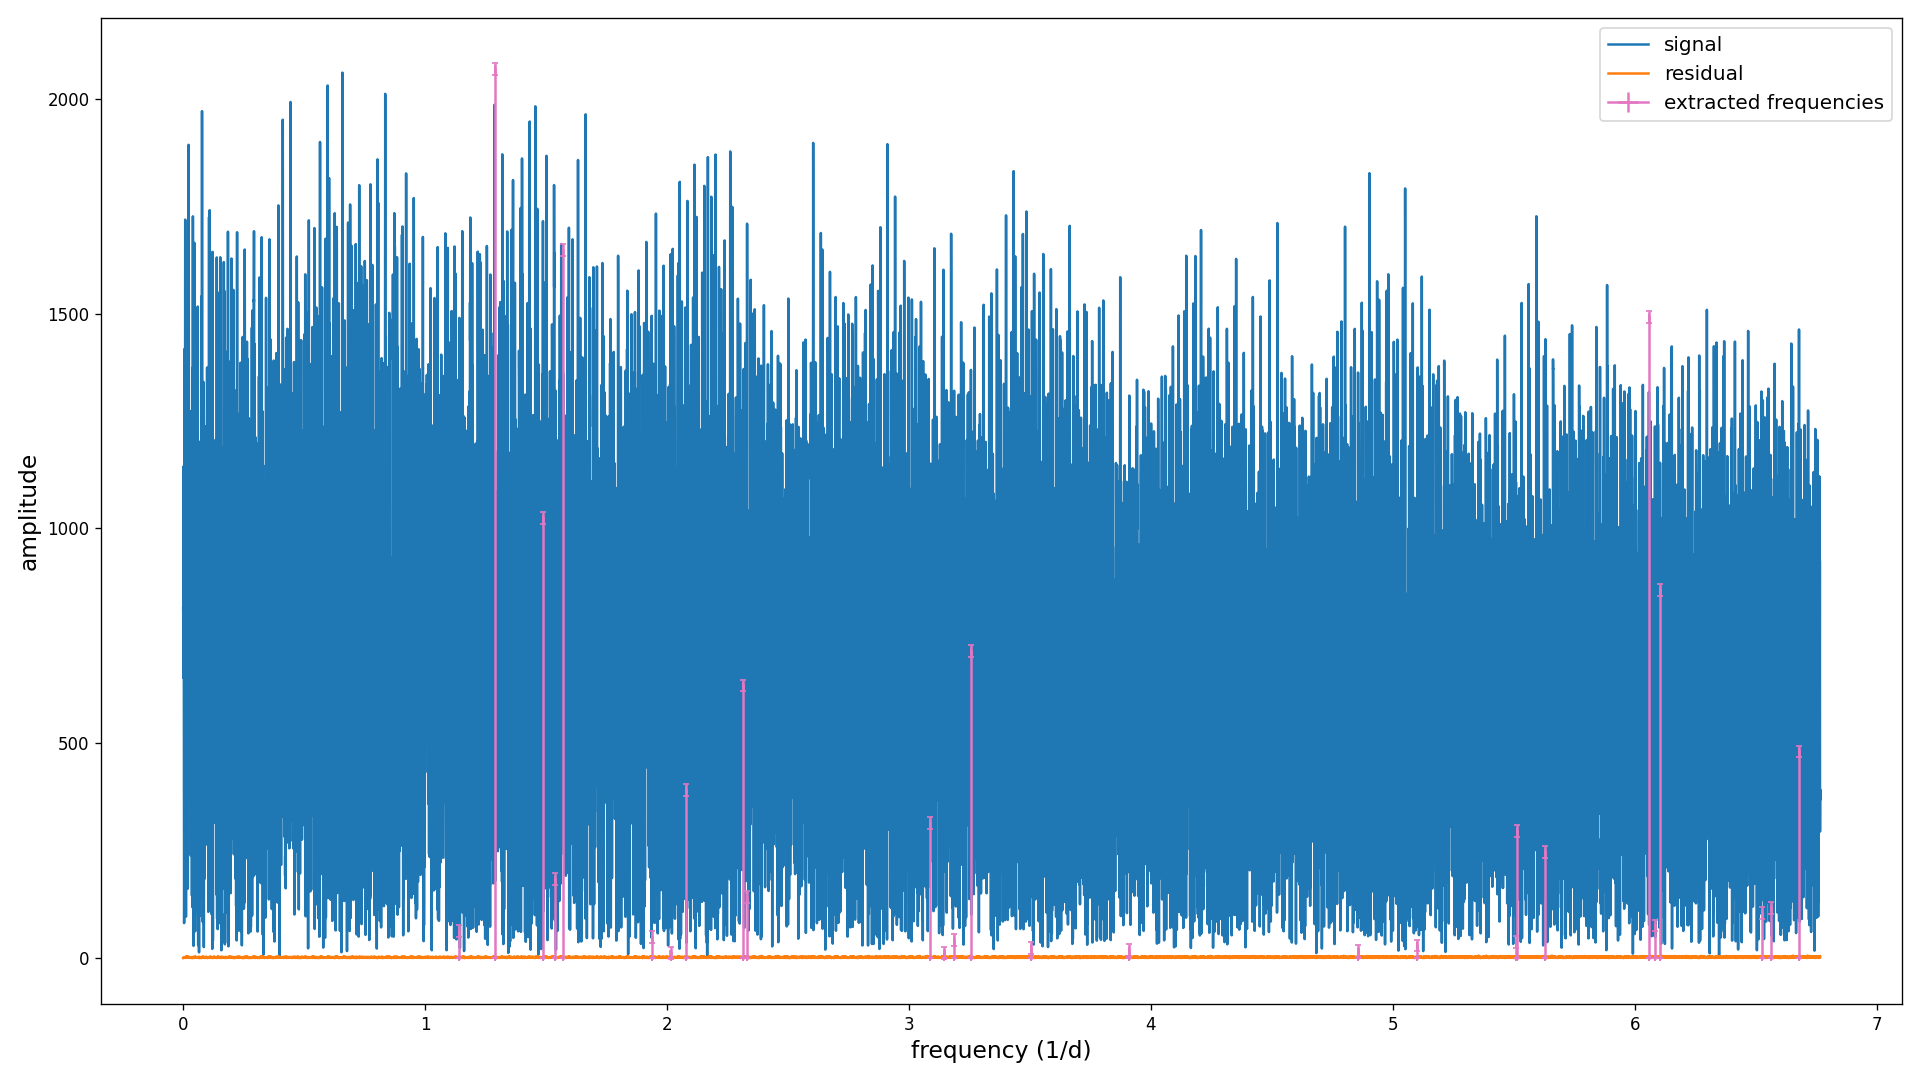 signal
residual
extracted frequencies
2000
1500
1000
500
0
amplitude
0 1 2 3 4 5 6 7
frequency (1/d)